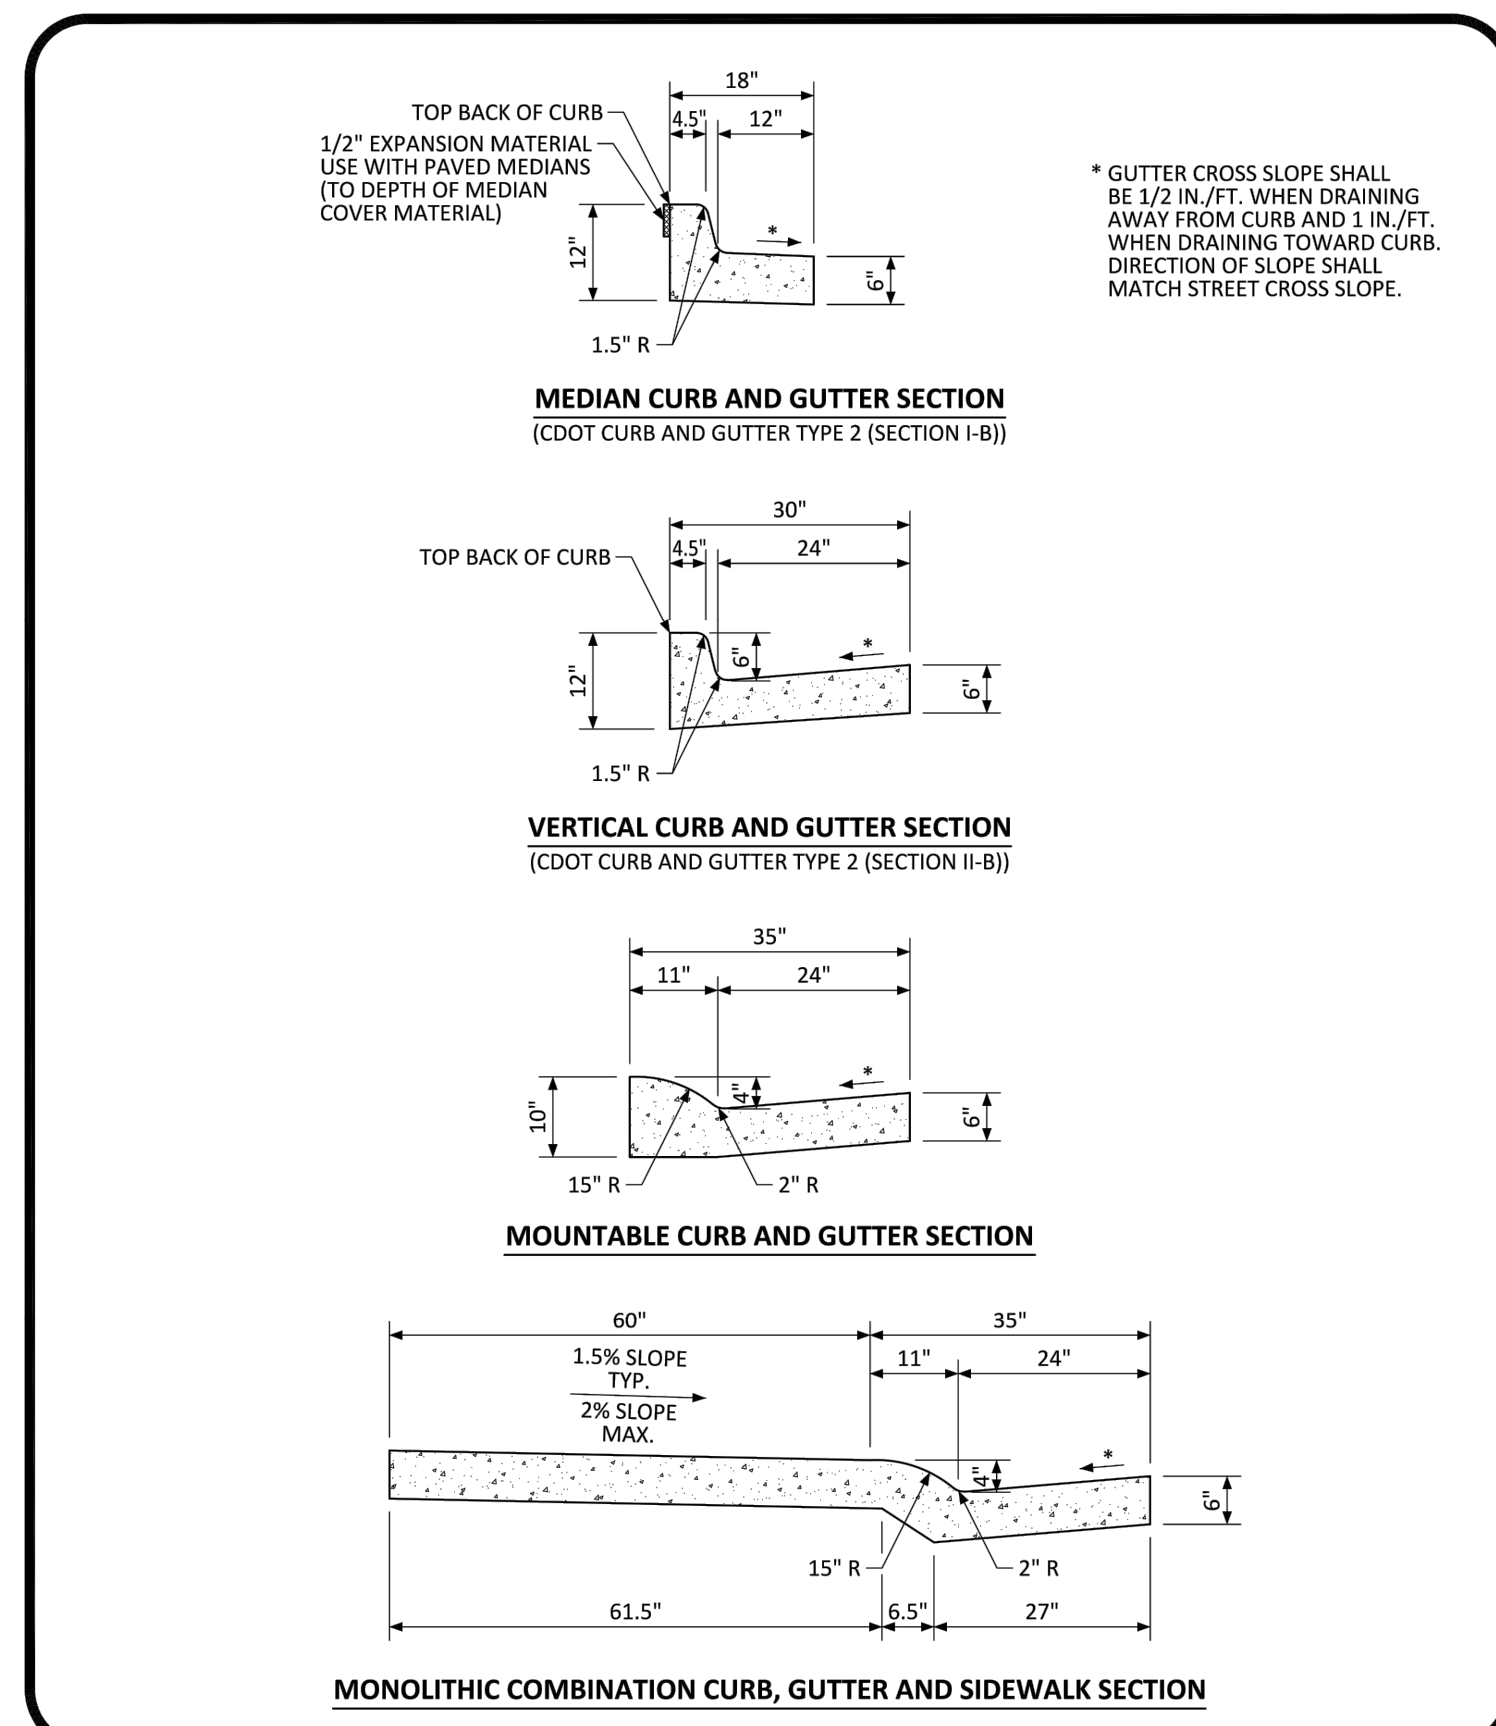 18"
TOP BACK OF CURB
4.5"
12"
1/2" EXPANSION MATERIAL
USE WITH PAVED MEDIANS
(TO DEPTH OF MEDIAN
COVER MATERIAL)
* GUTTER CROSS SLOPE SHALL
BE 1/2 IN./FT. WHEN DRAINING
AWAY FROM CURB AND 1 IN./FT.
WHEN DRAINING TOWARD CURB.
DIRECTION OF SLOPE SHALL
MATCH STREET CROSS SLOPE.
*
12"
6"
1.5" R
MEDIAN CURB AND GUTTER SECTION
(CDOT CURB AND GUTTER TYPE 2 (SECTION I-B))
30"
TOP BACK OF CURB
4.5"
24"
*
12"
6"
6"
1.5" R
VERTICAL CURB AND GUTTER SECTION
(CDOT CURB AND GUTTER TYPE 2 (SECTION II-B))
35"
11"
24"
*
10"
4"
6"
15" R
2" R
MOUNTABLE CURB AND GUTTER SECTION
60"
35"
1.5% SLOPE
TYP.
11"
24"
2% SLOPE
MAX.
*
4"
6"
15" R
2" R
61.5"
6.5"
27"
MONOLITHIC COMBINATION CURB, GUTTER AND SIDEWALK SECTION